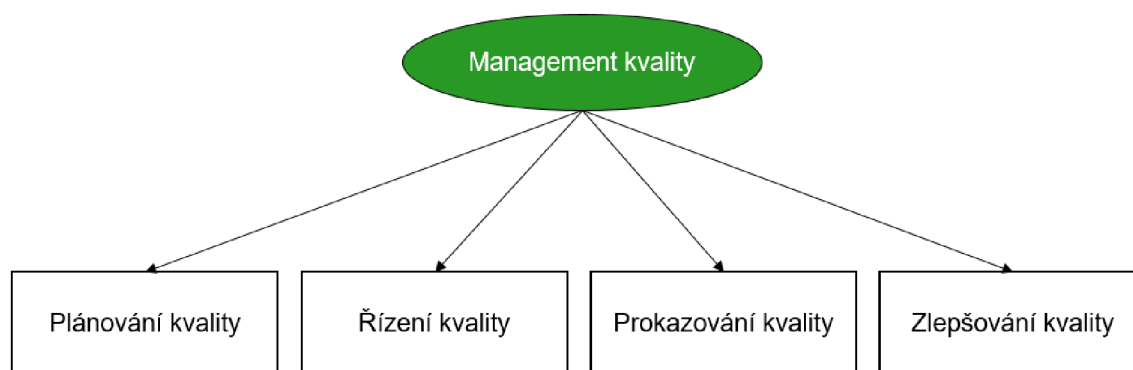 Management kvality
Plánování kvality
Řízení kvality
Prokazování kvality
Zlepšování kvality